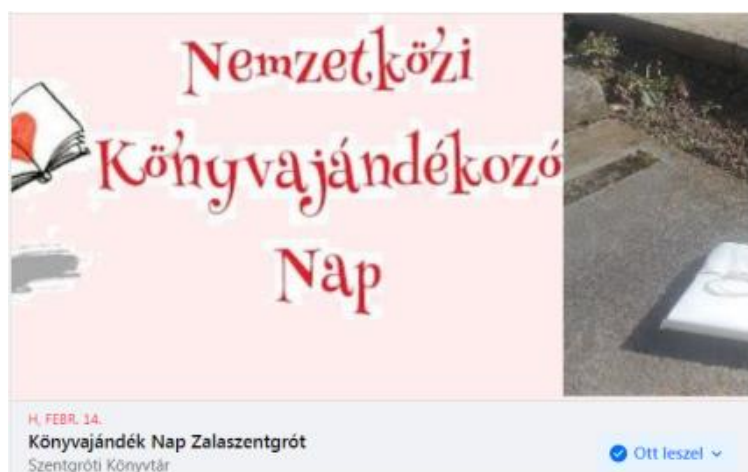 Nemzetközi
Könyvajándékozó
Nap
H, FEBR. 14.
Könyvajándék Nap Zalaszentgrót
Szentgróti Könyvtár
Ott leszel